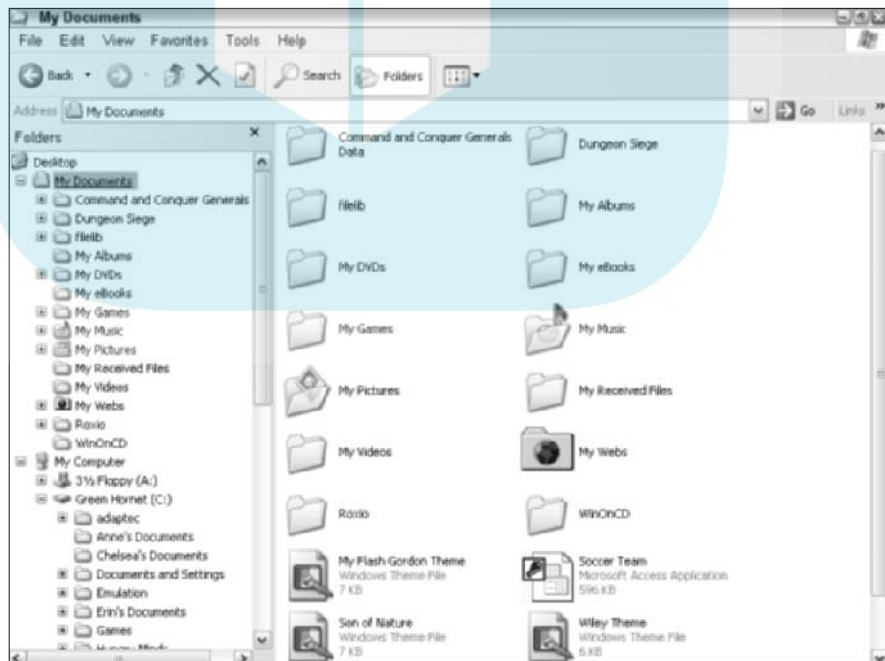 My Documents
File Edit View Favorites Tools Help
Back Search Folders
Address My Documents Go Links »
Folders
Desktop
My Documents
Command and Conquer Generals
Dungeon Siege
filelib
My Albums
My DVDs
My eBooks
My Games
My Music
My Pictures
My Received Files
My Videos
My Webs
Roxio
WinOnCD
My Computer
3½ Floppy (A:)
Green Hornet (C:)
adaptec
Anne's Documents
Chelsea's Documents
Documents and Settings
Emulation
Erin's Documents
Games
Hungry Minds
Command and Conquer Generals
Data
Dungeon Siege
filelib
My Albums
My DVDs
My eBooks
My Games
My Music
My Pictures
My Received Files
My Videos
My Webs
Roxio
WinOnCD
My Flash Gordon Theme
Windows Theme File
7 KB
Soccer Team
Microsoft Access Application
596 KB
Son of Nature
Windows Theme File
7 KB
Wiley Theme
Windows Theme File
6 KB